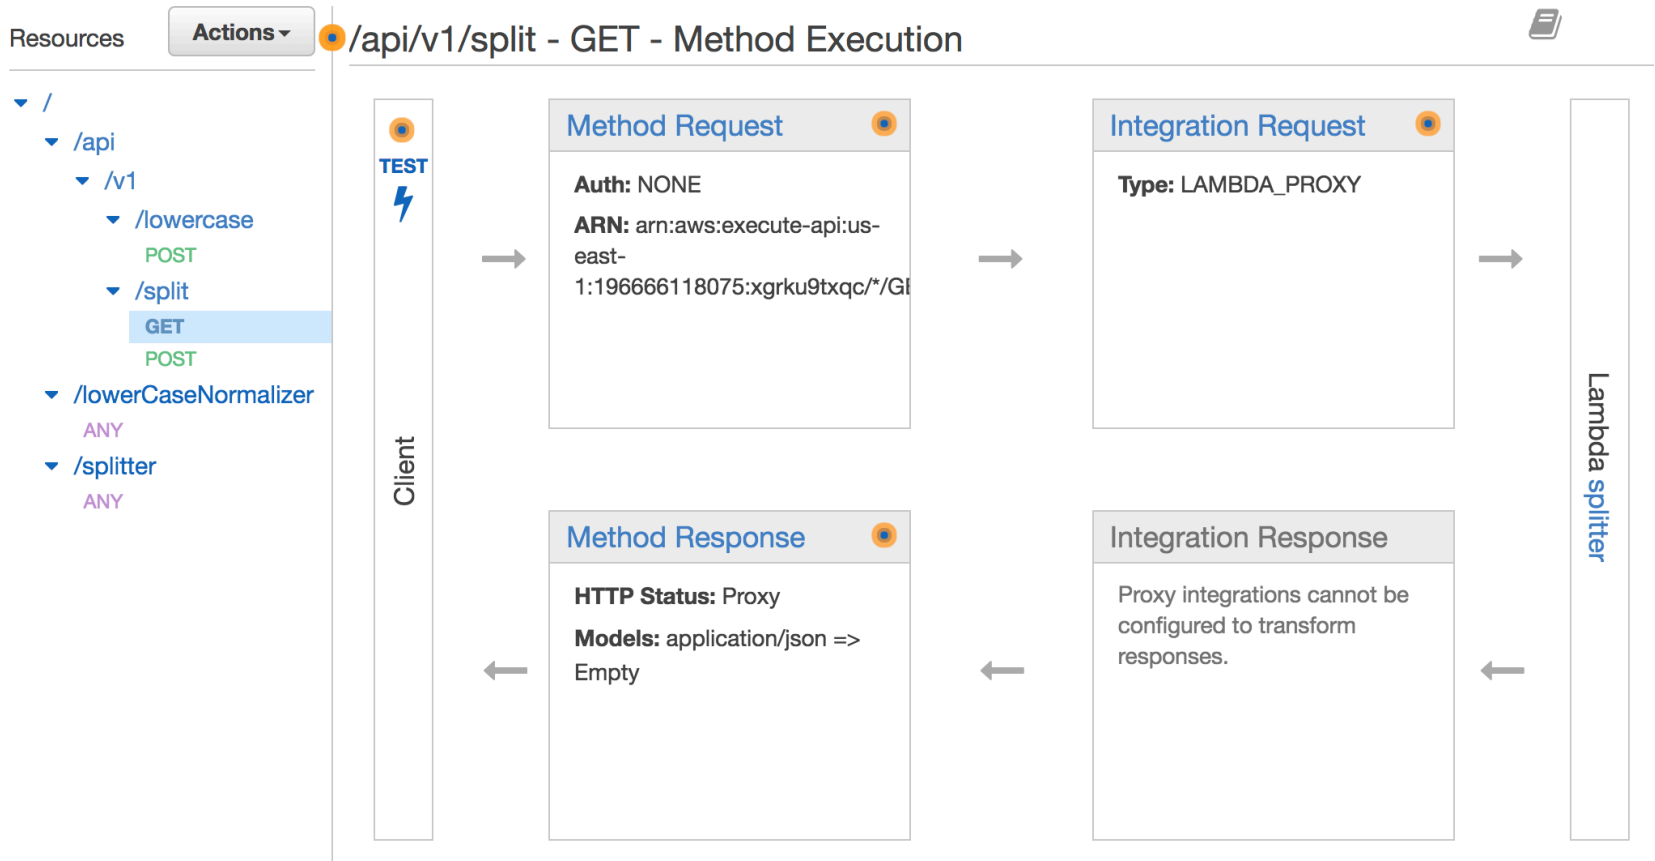 Resources
Actions
/api/v1/split - GET - Method Execution
/
/api
/v1
/lowercase
POST
/split
GET
POST
/lowerCaseNormalizer
ANY
/splitter
ANY
TEST
Client
Method Request
Auth: NONE
ARN: arn:aws:execute-api:us-
east-
1:196666118075:xgrku9txqc/*/GE
Integration Request
Type: LAMBDA_PROXY
Lambda splitter
Method Response
HTTP Status: Proxy
Models: application/json =>
Empty
Integration Response
Proxy integrations cannot be
configured to transform
responses.